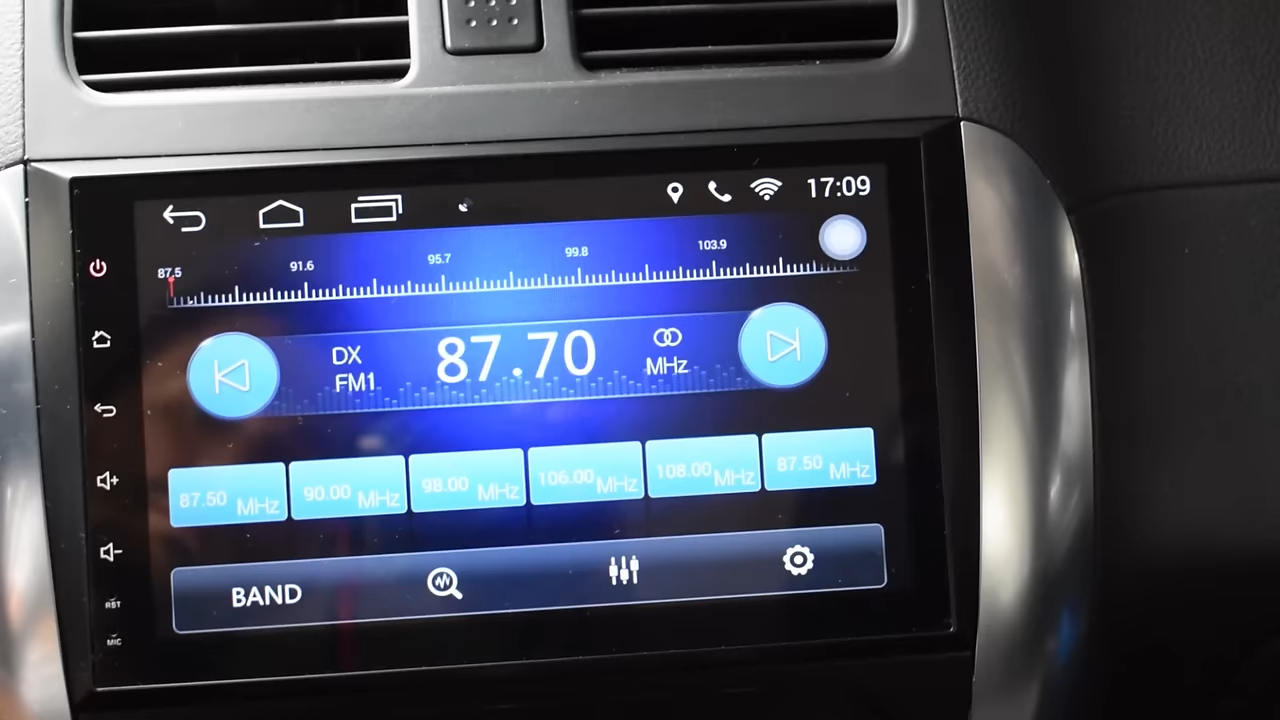 17:09
87.5 91.6 95.7 99.8 103.9
DX
FM1
87.70
MHz
87.50 MHz
90.00 MHz
98.00 MHz
106.00 MHz
108.00 MHz
87.50 MHz
BAND
RST
MIC